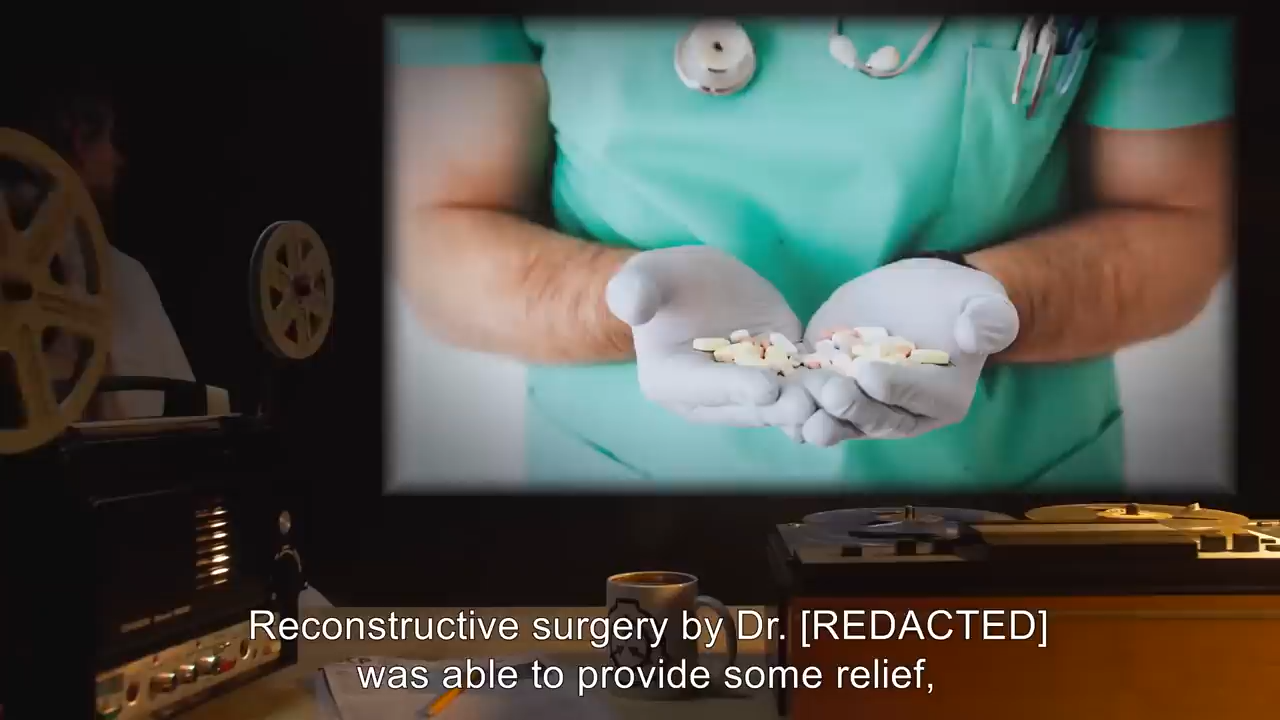 Reconstructive surgery by Dr. [REDACTED]
was able to provide some relief,